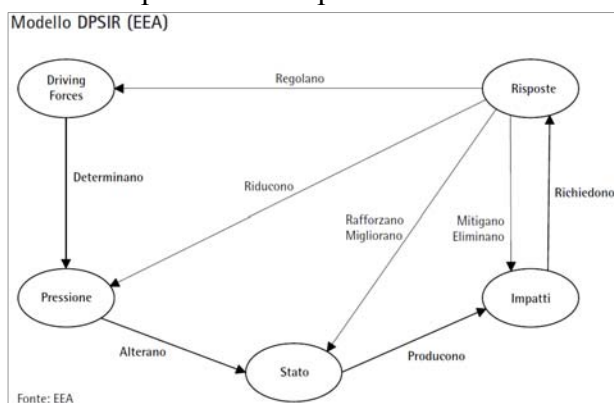 Modello DPSIR (EEA)
Driving
Forces
Regolano
Risposte
Determinano
Riducono
Rafforzano
Migliorano
Mitigano
Eliminano
Richiedono
Pressione
Impatti
Alterano
Stato
Producono
Fonte: EEA